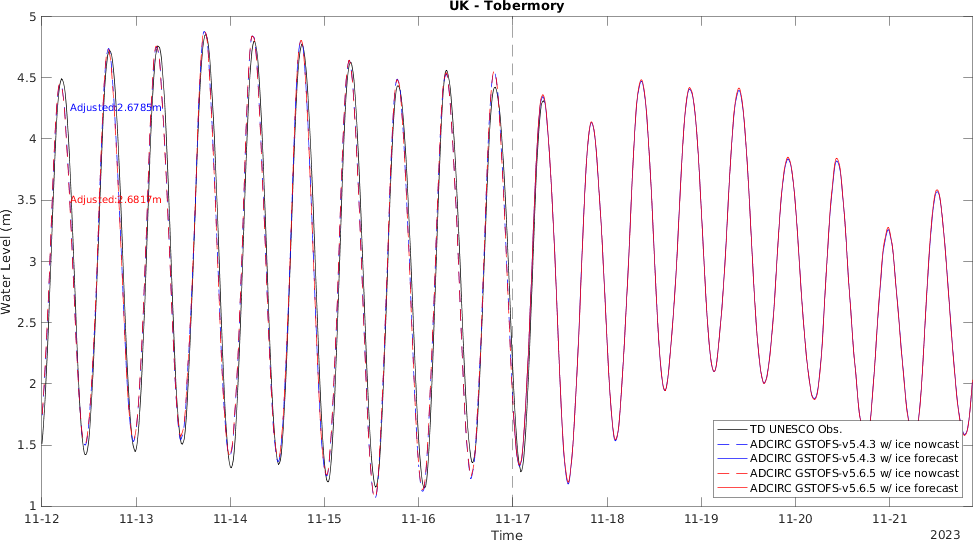 UK - Tobermory
5
4.5
Adjusted:2.6785m
4
3.5
Adjusted:2.6817m
Water Level (m)
3
2.5
2
1.5
1
TD UNESCO Obs.
ADCIRC GSTOFS-v5.4.3 w/ ice nowcast
ADCIRC GSTOFS-v5.4.3 w/ ice forecast
ADCIRC GSTOFS-v5.6.5 w/ ice nowcast
ADCIRC GSTOFS-v5.6.5 w/ ice forecast
11-12 11-13 11-14 11-15 11-16 11-17 11-18 11-19 11-20 11-21
Time
2023